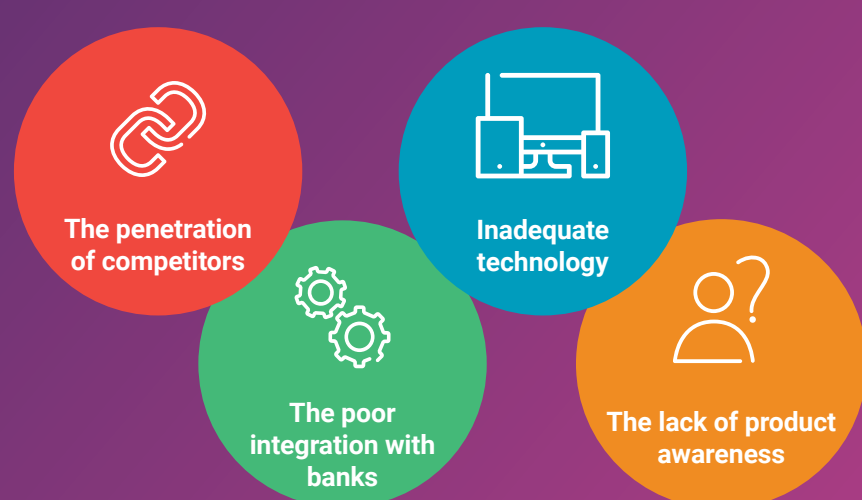 The penetration
of competitors
The poor
integration with
banks
Inadequate
technology
The lack of product
awareness